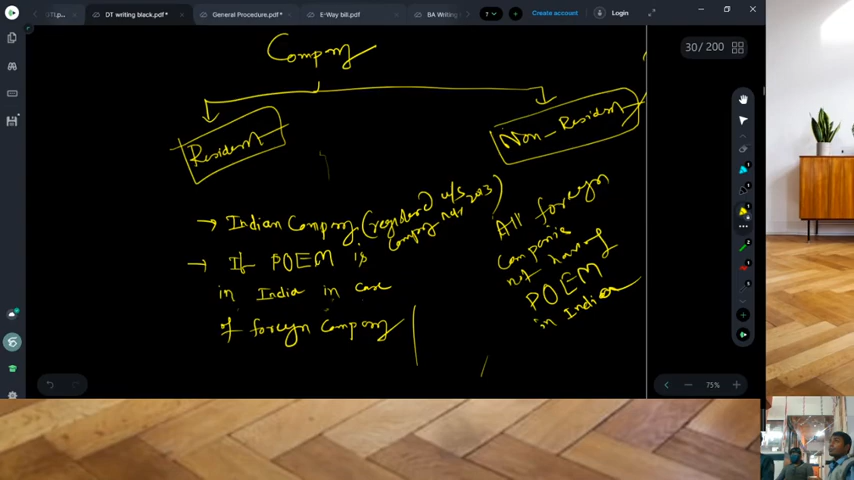 DT writing black.pdf*
General Procedure.pdf*
E-Way bill.pdf
BA Writing
7
Create account
Login
30 / 200
Company
Resident
Non-Resident
→ Indian Company (registered u/s
Company 2013)
→ If POEM is
in India in case
of foreign Company
All foreign
companies
not having
POEM
in India
75%